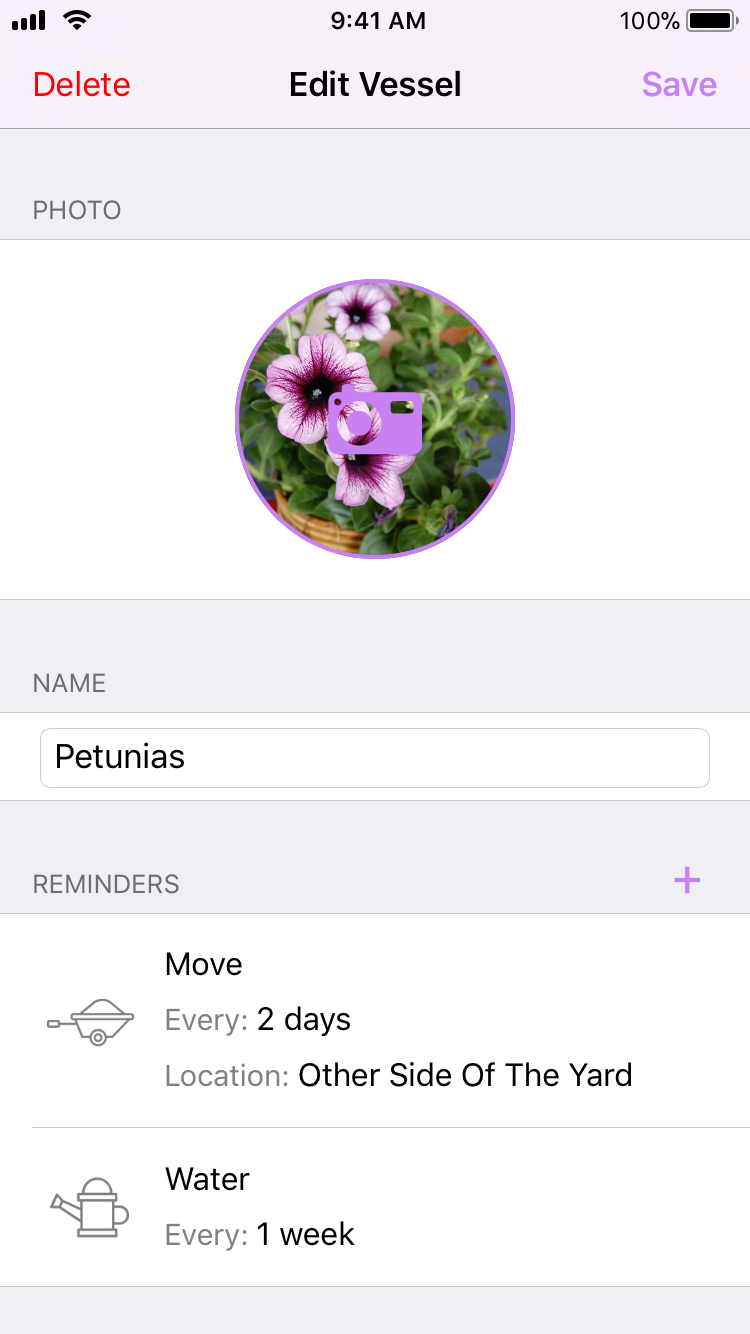 9:41 AM 100%
Delete Edit Vessel Save
PHOTO
NAME
Petunias
REMINDERS +
Move
Every: 2 days
Location: Other Side Of The Yard
Water
Every: 1 week